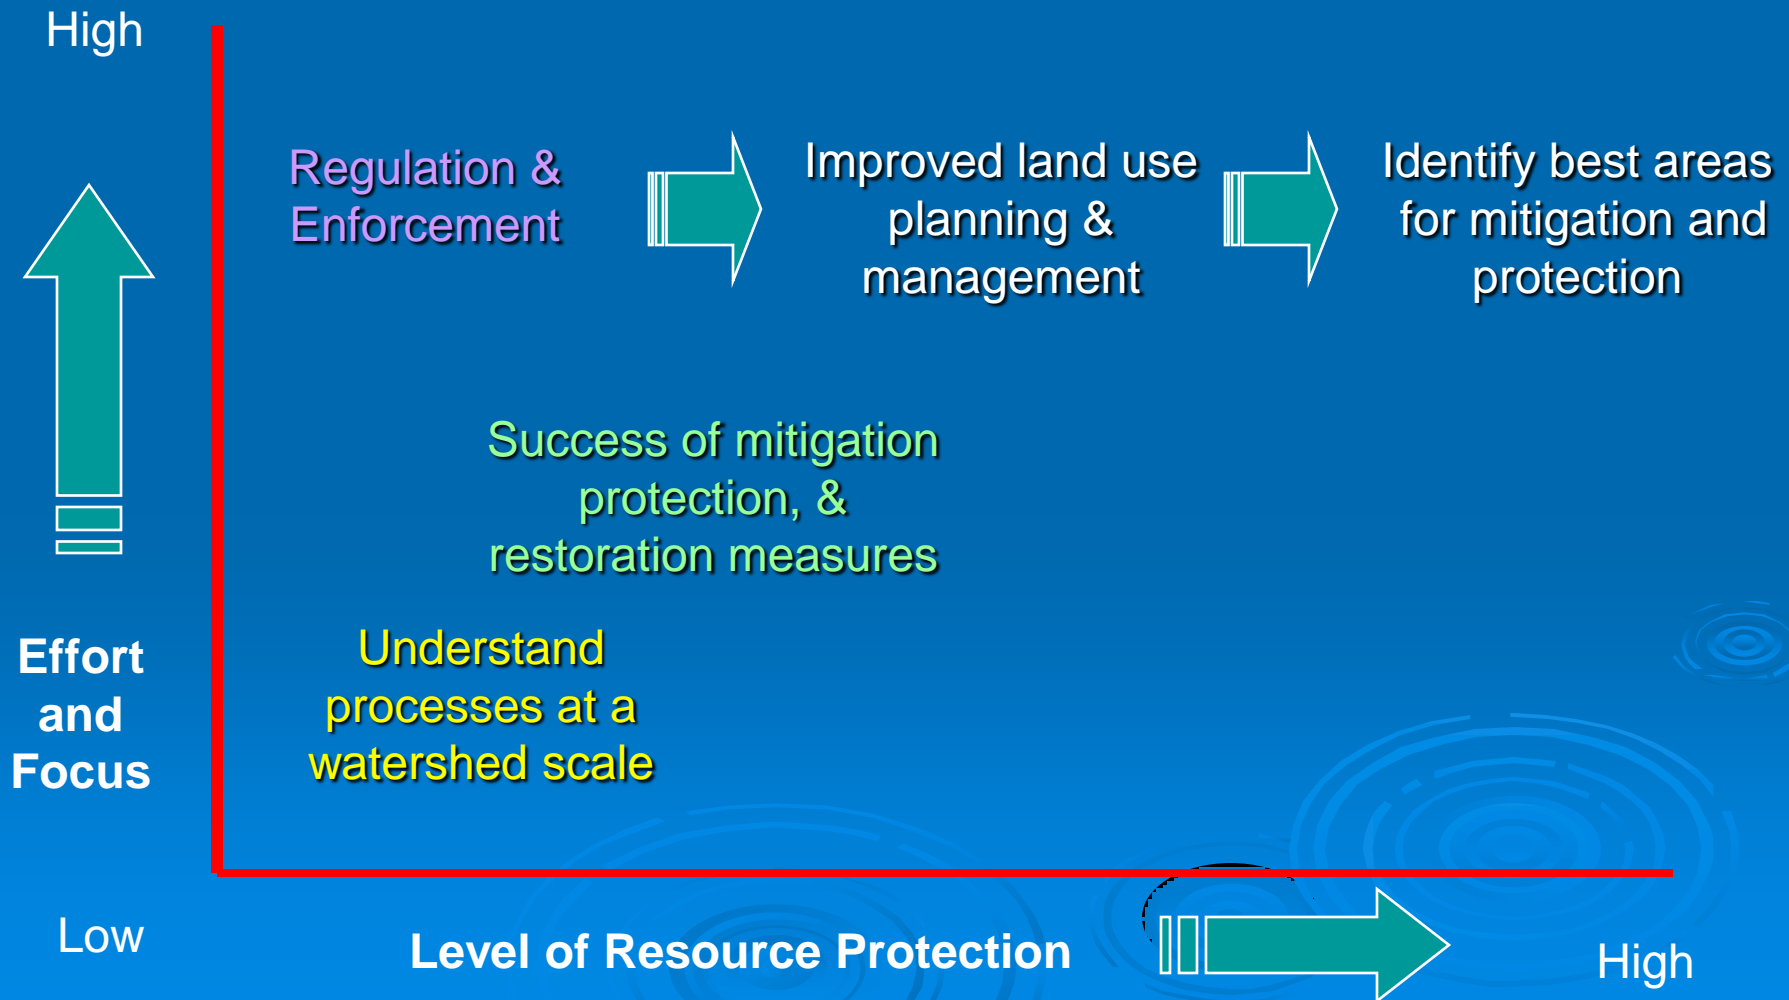 High
Regulation &
Enforcement
Improved land use
planning &
management
Identify best areas
for mitigation and
protection
Success of mitigation
protection, &
restoration measures
Effort
and
Focus
Understand
processes at a
watershed scale
Low
Level of Resource Protection
High